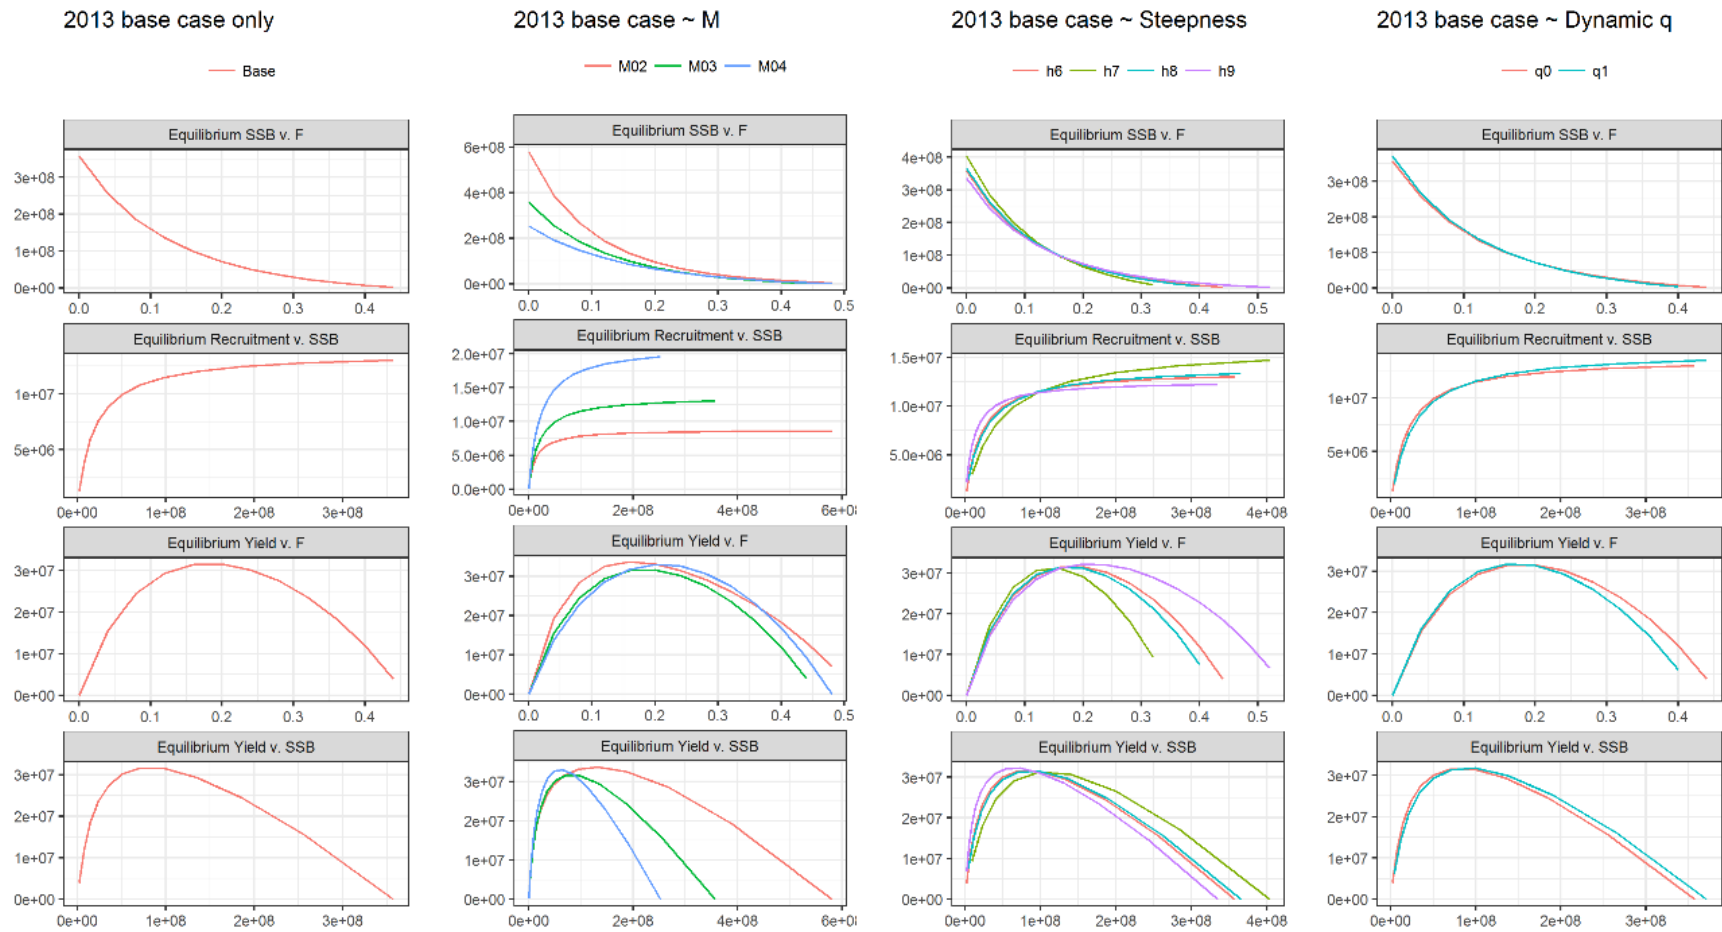 2013 base case only
Base
Equilibrium SSB v. F
3e+08
2e+08
1e+08
0e+00
0.0 0.1 0.2 0.3 0.4
Equilibrium Recruitment v. SSB
1e+07
5e+06
0e+00 1e+08 2e+08 3e+08
Equilibrium Yield v. F
3e+07
2e+07
1e+07
0e+00
0.0 0.1 0.2 0.3 0.4
Equilibrium Yield v. SSB
3e+07
2e+07
1e+07
0e+00
0e+00 1e+08 2e+08 3e+08
2013 base case ~ M
M02 M03 M04
Equilibrium SSB v. F
6e+08
4e+08
2e+08
0e+00
0.0 0.1 0.2 0.3 0.4 0.5
Equilibrium Recruitment v. SSB
2.0e+07
1.5e+07
1.0e+07
5.0e+06
0.0e+00
0e+00 2e+08 4e+08 6e+08
Equilibrium Yield v. F
3e+07
2e+07
1e+07
0e+00
0.0 0.1 0.2 0.3 0.4 0.5
Equilibrium Yield v. SSB
3e+07
2e+07
1e+07
0e+00
0e+00 2e+08 4e+08 6e+08
2013 base case ~ Steepness
h6 h7 h8 h9
Equilibrium SSB v. F
4e+08
3e+08
2e+08
1e+08
0e+00
0.0 0.1 0.2 0.3 0.4 0.5
Equilibrium Recruitment v. SSB
1.5e+07
1.0e+07
5.0e+06
0e+00 1e+08 2e+08 3e+08 4e+08
Equilibrium Yield v. F
3e+07
2e+07
1e+07
0e+00
0.0 0.1 0.2 0.3 0.4 0.5
Equilibrium Yield v. SSB
3e+07
2e+07
1e+07
0e+00
0e+00 1e+08 2e+08 3e+08 4e+08
2013 base case ~ Dynamic q
q0 q1
Equilibrium SSB v. F
3e+08
2e+08
1e+08
0e+00
0.0 0.1 0.2 0.3 0.4
Equilibrium Recruitment v. SSB
1e+07
5e+06
0e+00 1e+08 2e+08 3e+08
Equilibrium Yield v. F
3e+07
2e+07
1e+07
0e+00
0.0 0.1 0.2 0.3 0.4
Equilibrium Yield v. SSB
3e+07
2e+07
1e+07
0e+00
0e+00 1e+08 2e+08 3e+08